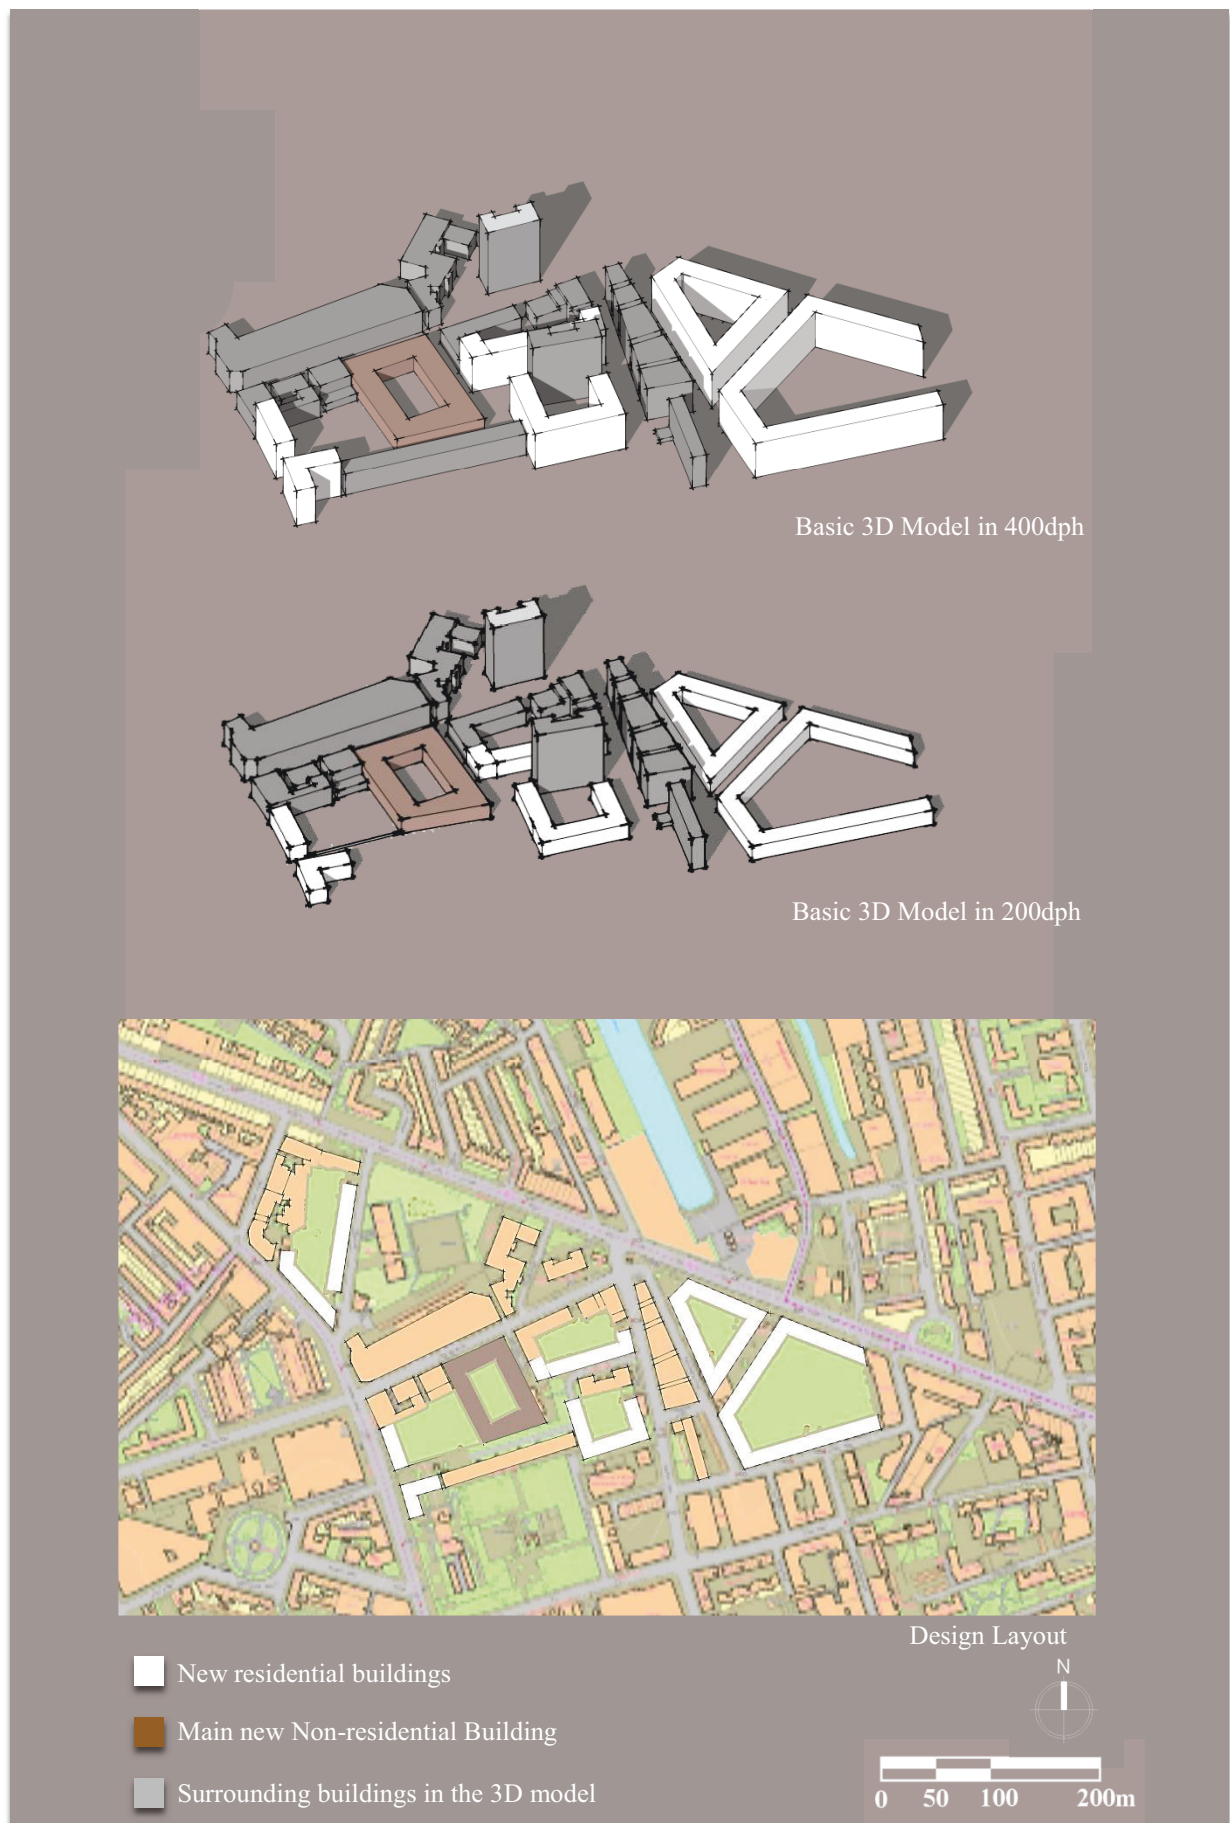 Basic 3D Model in 400dph
Basic 3D Model in 200dph
Design Layout
N
New residential buildings
Main new Non-residential Building
Surrounding buildings in the 3D model
0 50 100 200m